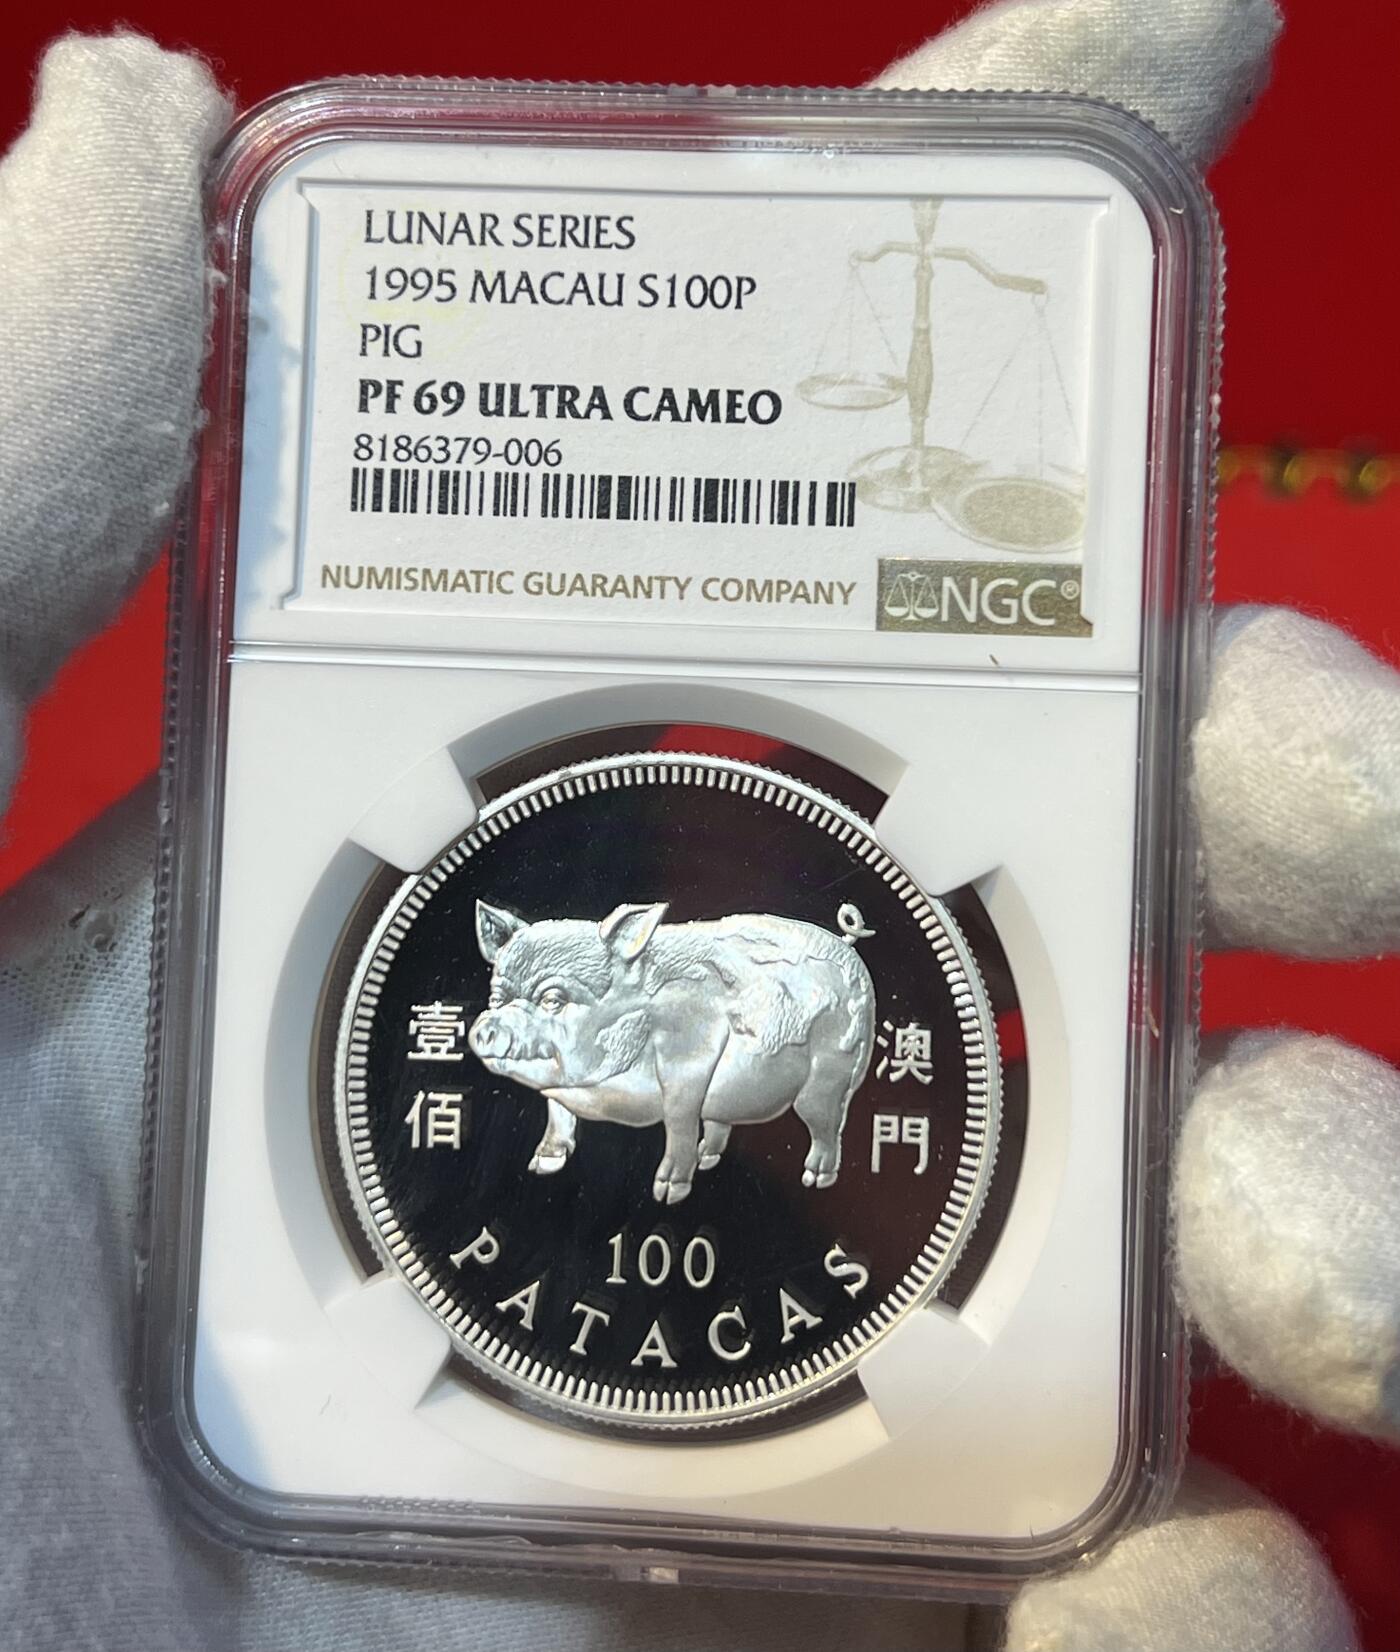 LUNAR SERIES
1995 MACAU S100P
PIG
PF 69 ULTRA CAMEO
8186379-006
NUMISMATIC GUARANTY COMPANY
NGC®
壹佰
澳門
100
PATACAS